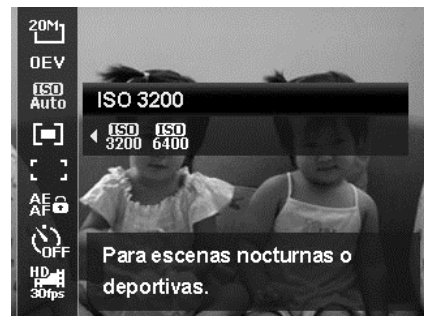 20M
0EV
ISO
Auto
ISO 3200
ISO ISO
3200 6400
AE
AF
OFF
HD
30fps
Para escenas nocturnas o
deportivas.